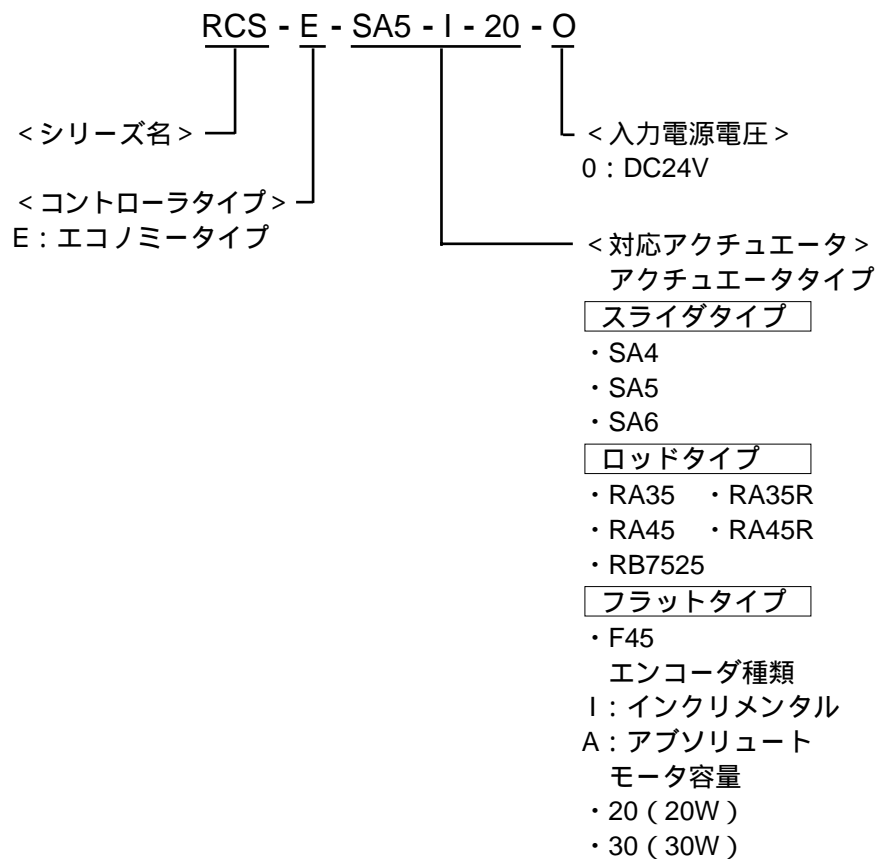 RCS - E - SA5 - I - 20 - O
<シリーズ名>
<入力電源電圧>
0：DC24V
<コントローラタイプ>
E：エコノミータイプ
<対応アクチュエータ>
アクチュエータタイプ
スライダタイプ
・SA4
・SA5
・SA6
ロッドタイプ
・RA35 ・RA35R
・RA45 ・RA45R
・RB7525
フラットタイプ
・F45
エンコーダ種類
I：インクリメンタル
A：アブソリュート
モータ容量
・20（20W）
・30（30W）